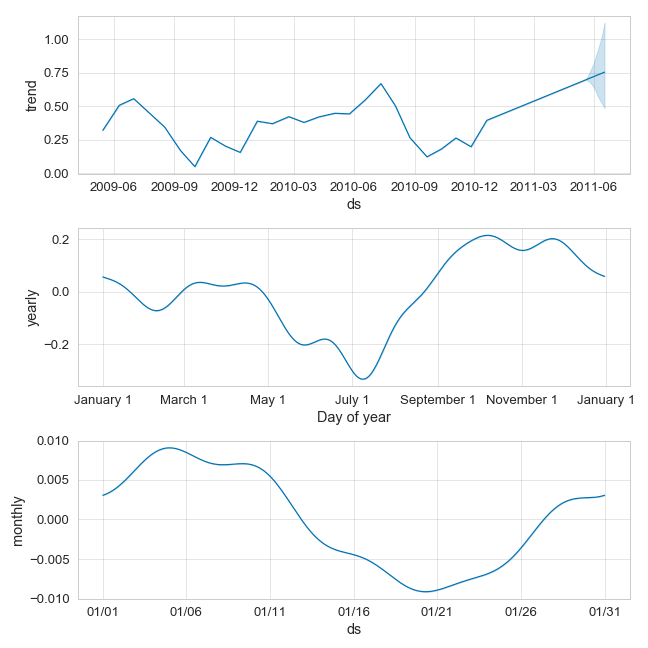 1.00
0.75
0.50
0.25
0.00
trend
2009-06 2009-09 2009-12 2010-03 2010-06 2010-09 2010-12 2011-03 2011-06
ds
0.2
0.0
−0.2
yearly
January 1 March 1 May 1 July 1 September 1 November 1 January 1
Day of year
0.010
0.005
0.000
−0.005
−0.010
monthly
01/01 01/06 01/11 01/16 01/21 01/26 01/31
ds